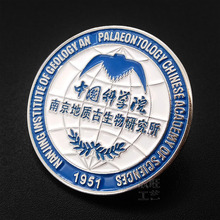 NANJING INSTITUTE OF GEOLOGY AN PALAEONTOLOGY CHINESE ACADEMY OF SCIENCES
中国科学院
南京地质古生物研究所
1951